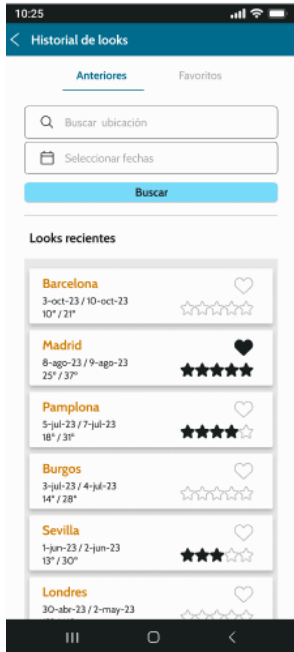 10:25
Historial de looks
Anteriores Favoritos
Buscar ubicación
Seleccionar fechas
Buscar
Looks recientes
Barcelona
3-oct-23 / 10-oct-23
10° / 21°
Madrid
8-ago-23 / 9-ago-23
25° / 37°
Pamplona
5-jul-23 / 7-jul-23
18° / 31°
Burgos
3-jul-23 / 4-jul-23
14° / 28°
Sevilla
1-jun-23 / 2-jun-23
13° / 30°
Londres
30-abr-23 / 2-may-23